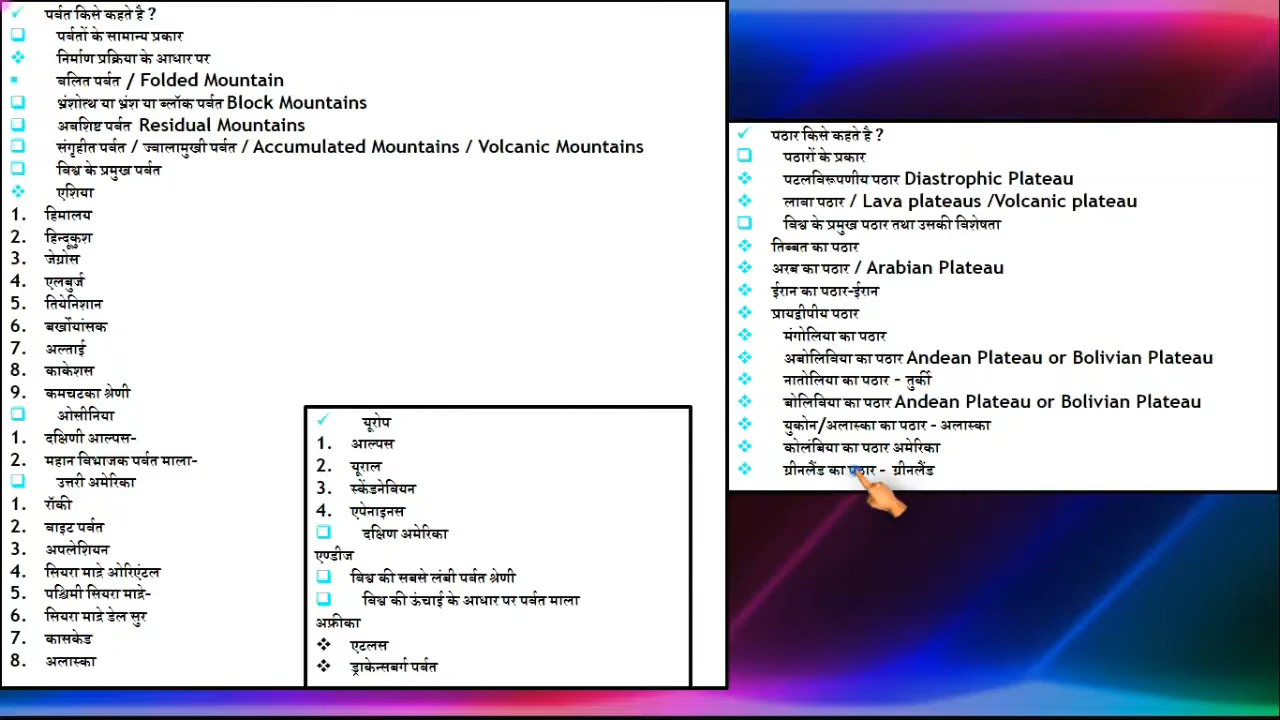 पर्वत किसे कहते है ?
पर्वतों के सामान्य प्रकार
निर्माण प्रक्रिया के आधार पर
वलित पर्वत / Folded Mountain
भ्रंशोत्थ या भ्रंश या ब्लॉक पर्वत Block Mountains
अवशिष्ट पर्वत Residual Mountains
संगृहीत पर्वत / ज्वालामुखी पर्वत / Accumulated Mountains / Volcanic Mountains
विश्व के प्रमुख पर्वत
एशिया
1. हिमालय
2. हिन्दूकुश
3. जेग्रोस
4. एलबुर्ज
5. तियेनिशान
6. बर्खोयांसक
7. अल्ताई
8. काकेशस
9. कमचटका श्रेणी
ओसीनिया
1. दक्षिणी आल्पस-
2. महान विभाजक पर्वत माला-
उत्तरी अमेरिका
1. रॉकी
2. वाइट पर्वत
3. अपलेशियन
4. सियरा माद्रे ओरिएंटल
5. पश्चिमी सियरा माद्रे-
6. सियरा माद्रे डेल सुर
7. कासकेड
8. अलास्का
यूरोप
1. आल्पस
2. यूराल
3. स्केंडनेवियन
4. एपेनाइनस
दक्षिण अमेरिका
एण्डीज
विश्व की सबसे लंबी पर्वत श्रेणी
विश्व की ऊंचाई के आधार पर पर्वत माला
अफ्रीका
एटलस
ड्राकेन्सबर्ग पर्वत
पठार किसे कहते है ?
पठारों के प्रकार
पटलविरूपणीय पठार Diastrophic Plateau
लावा पठार / Lava plateaus /Volcanic plateau
विश्व के प्रमुख पठार तथा उसकी विशेषता
तिब्बत का पठार
अरब का पठार / Arabian Plateau
ईरान का पठार-ईरान
प्रायद्वीपीय पठार
मंगोलिया का पठार
अबोलिविया का पठार Andean Plateau or Bolivian Plateau
नातोलिया का पठार - तुर्की
बोलिविया का पठार Andean Plateau or Bolivian Plateau
युकोन/अलास्का का पठार - अलास्का
कोलंबिया का पठार अमेरिका
ग्रीनलैंड का पठार - ग्रीनलैंड